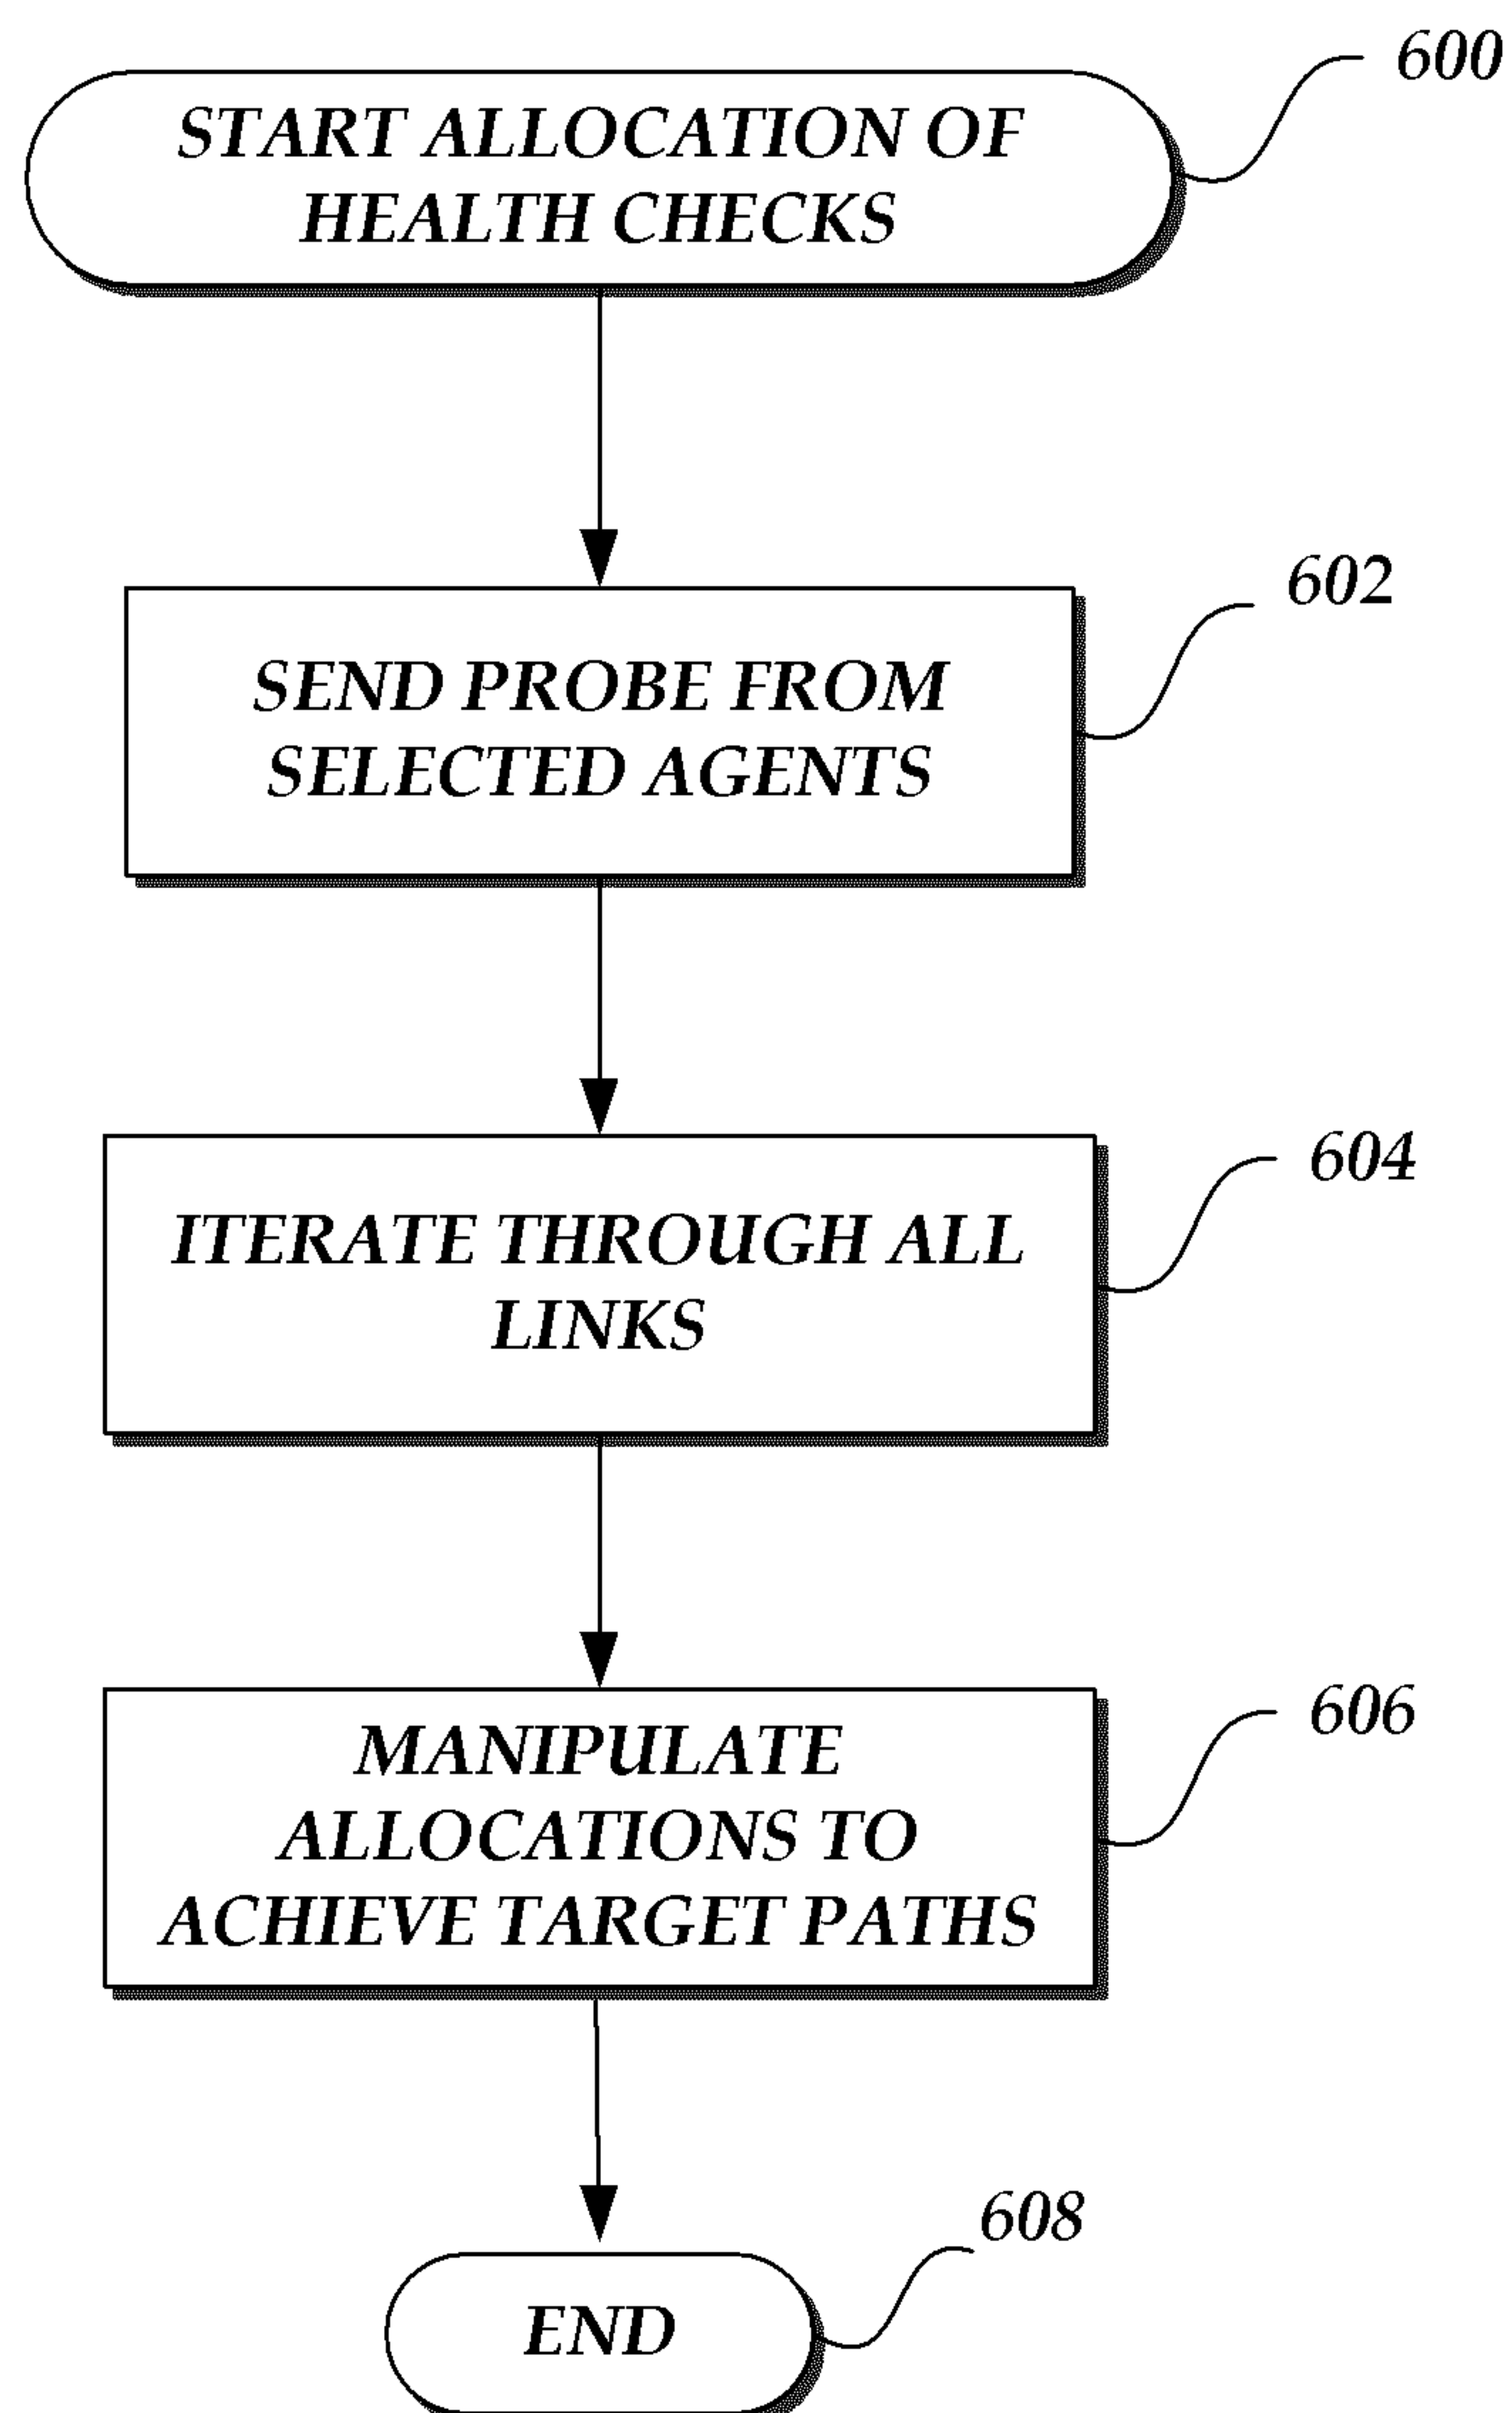 600
START ALLOCATION OF
HEALTH CHECKS
602
SEND PROBE FROM
SELECTED AGENTS
604
ITERATE THROUGH ALL
LINKS
606
MANIPULATE
ALLOCATIONS TO
ACHIEVE TARGET PATHS
608
END